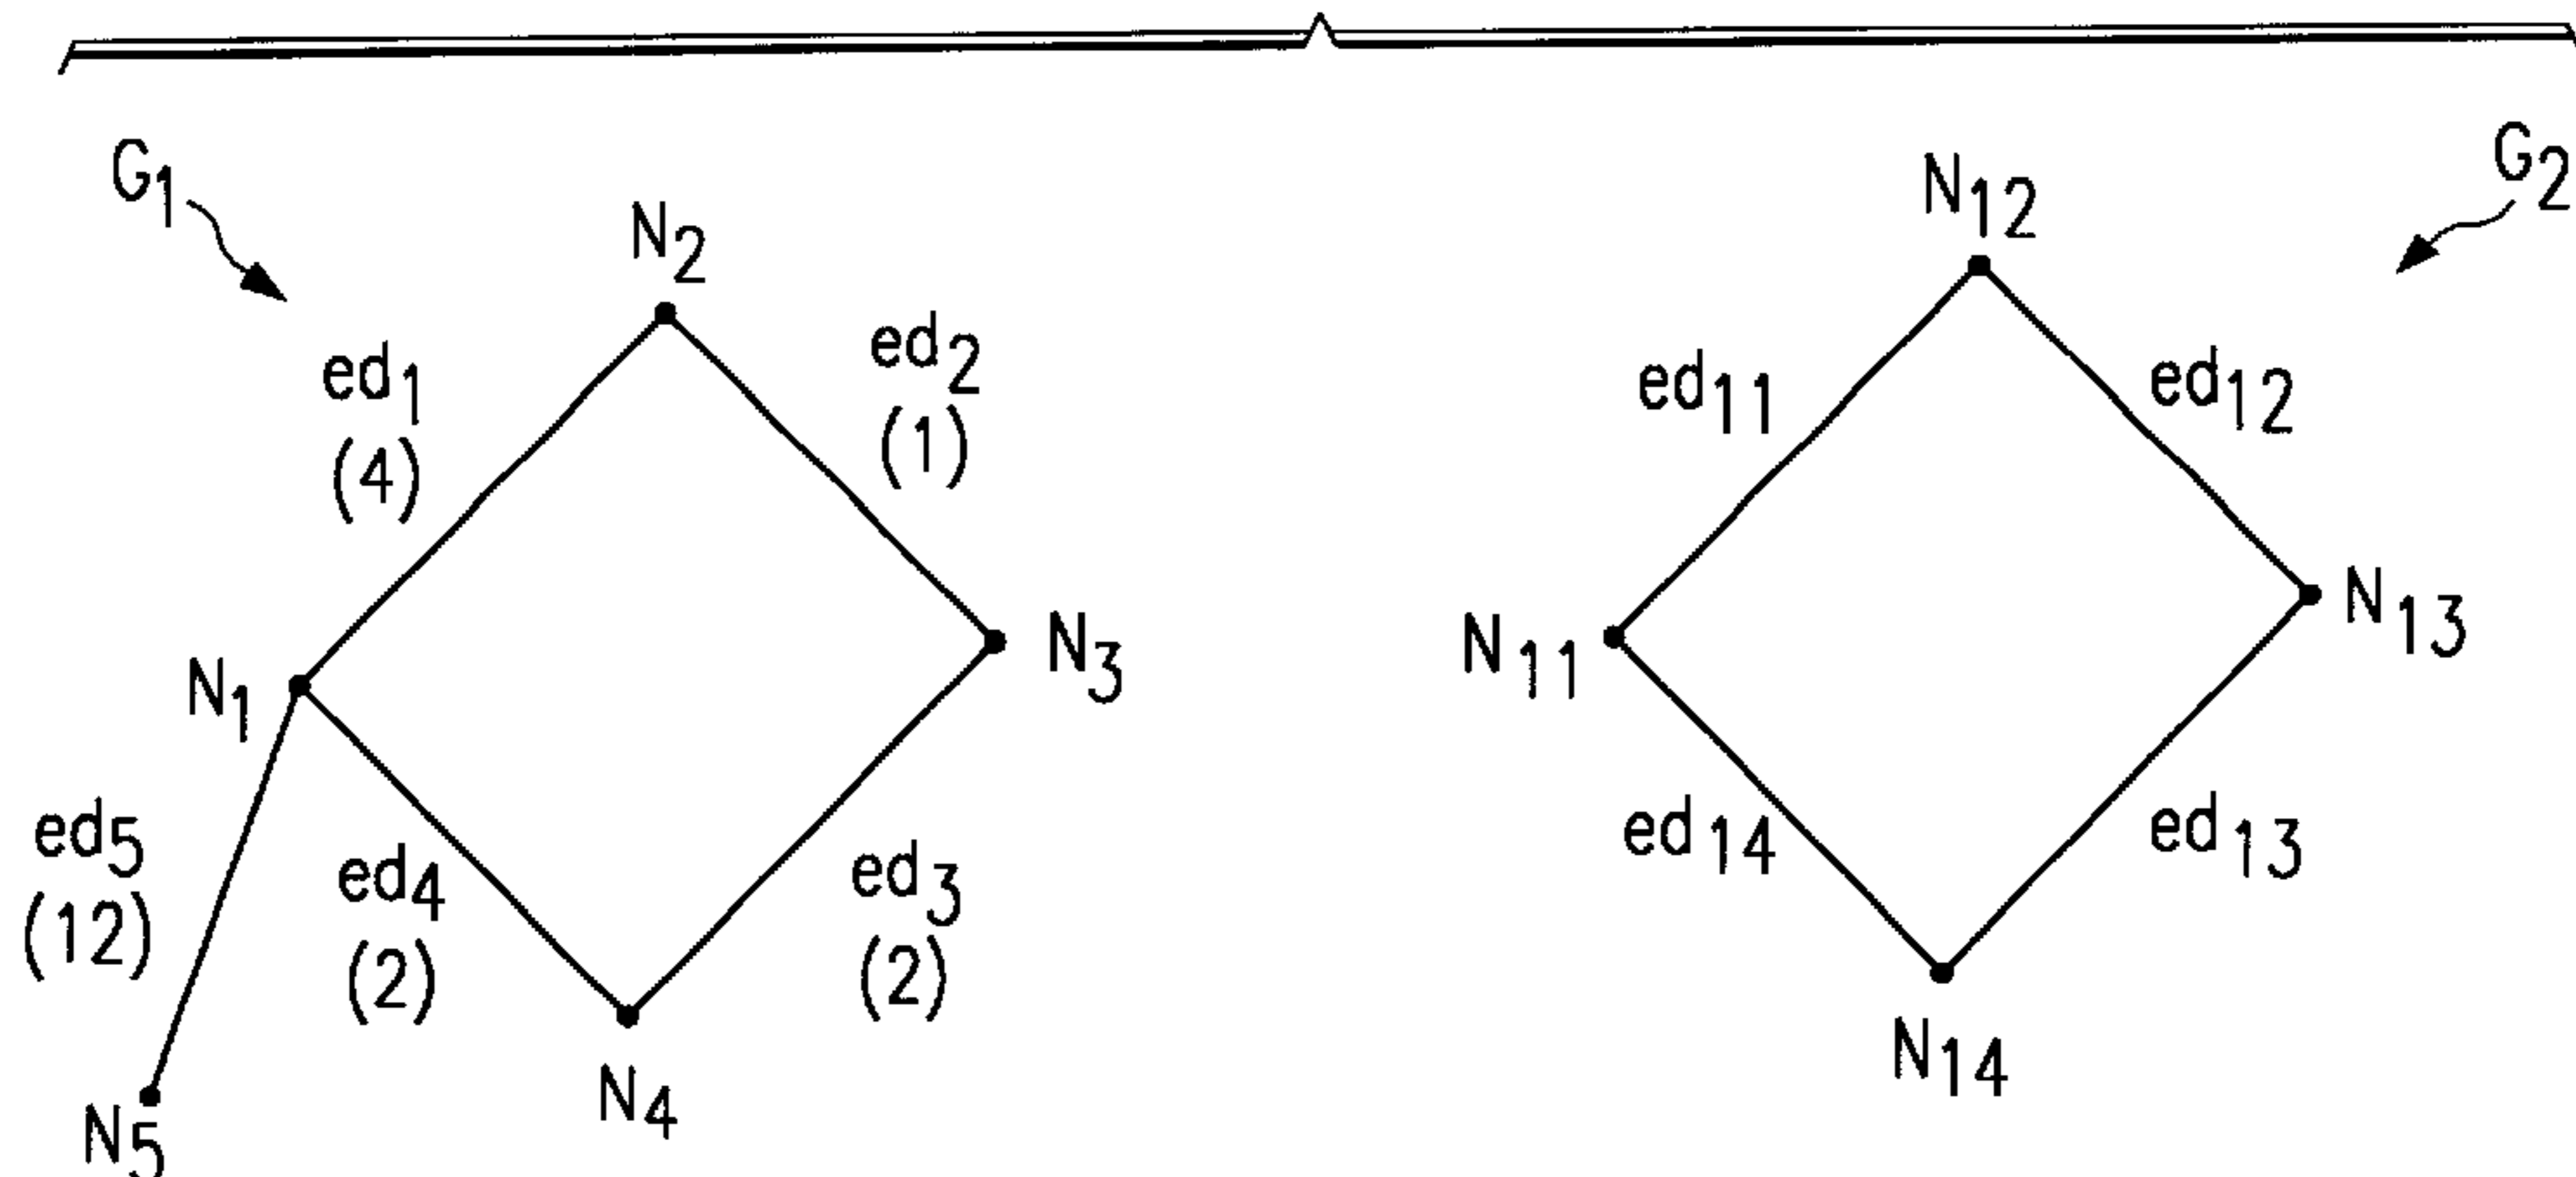 G1
N2
ed1
(4)
ed2
(1)
N1
N3
ed5
(12)
ed4
(2)
ed3
(2)
N5
N4
G2
N12
ed11
ed12
N11
N13
ed14
ed13
N14